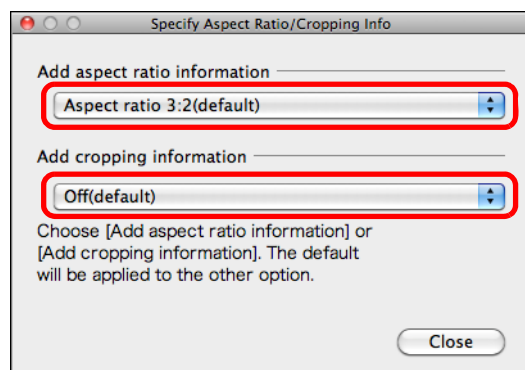 Specify Aspect Ratio/Cropping Info
Add aspect ratio information
Aspect ratio 3:2(default)
Add cropping information
Off(default)
Choose [Add aspect ratio information] or
[Add cropping information]. The default
will be applied to the other option.
Close